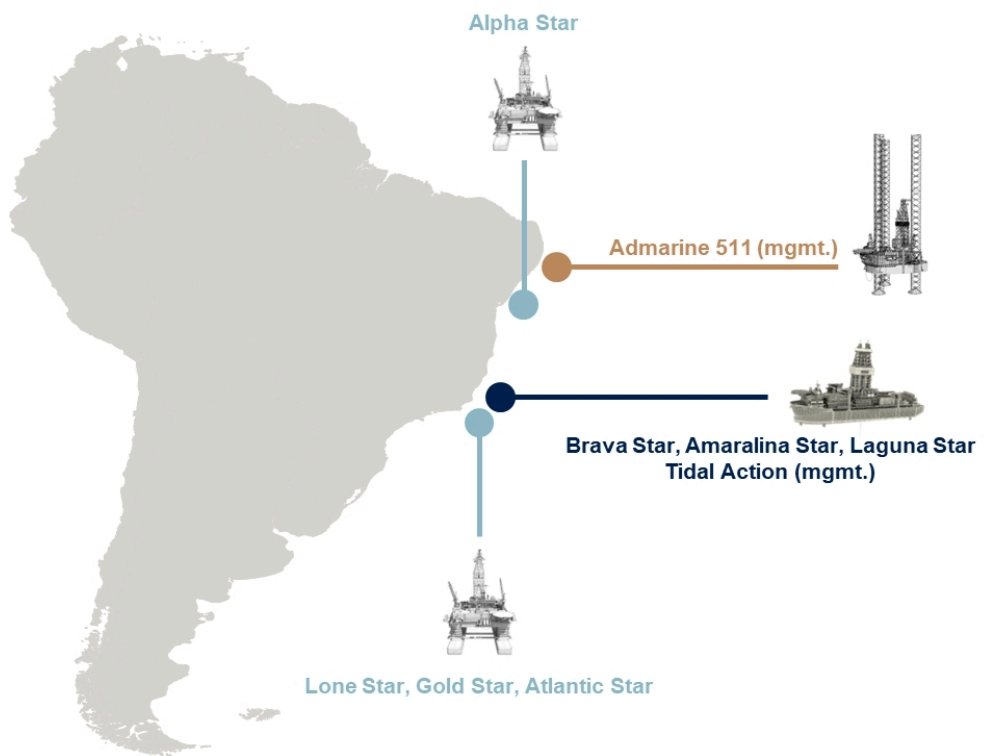 Alpha Star
Admarine 511 (mgmt.)
Brava Star, Amaralina Star, Laguna Star
Tidal Action (mgmt.)
Lone Star, Gold Star, Atlantic Star